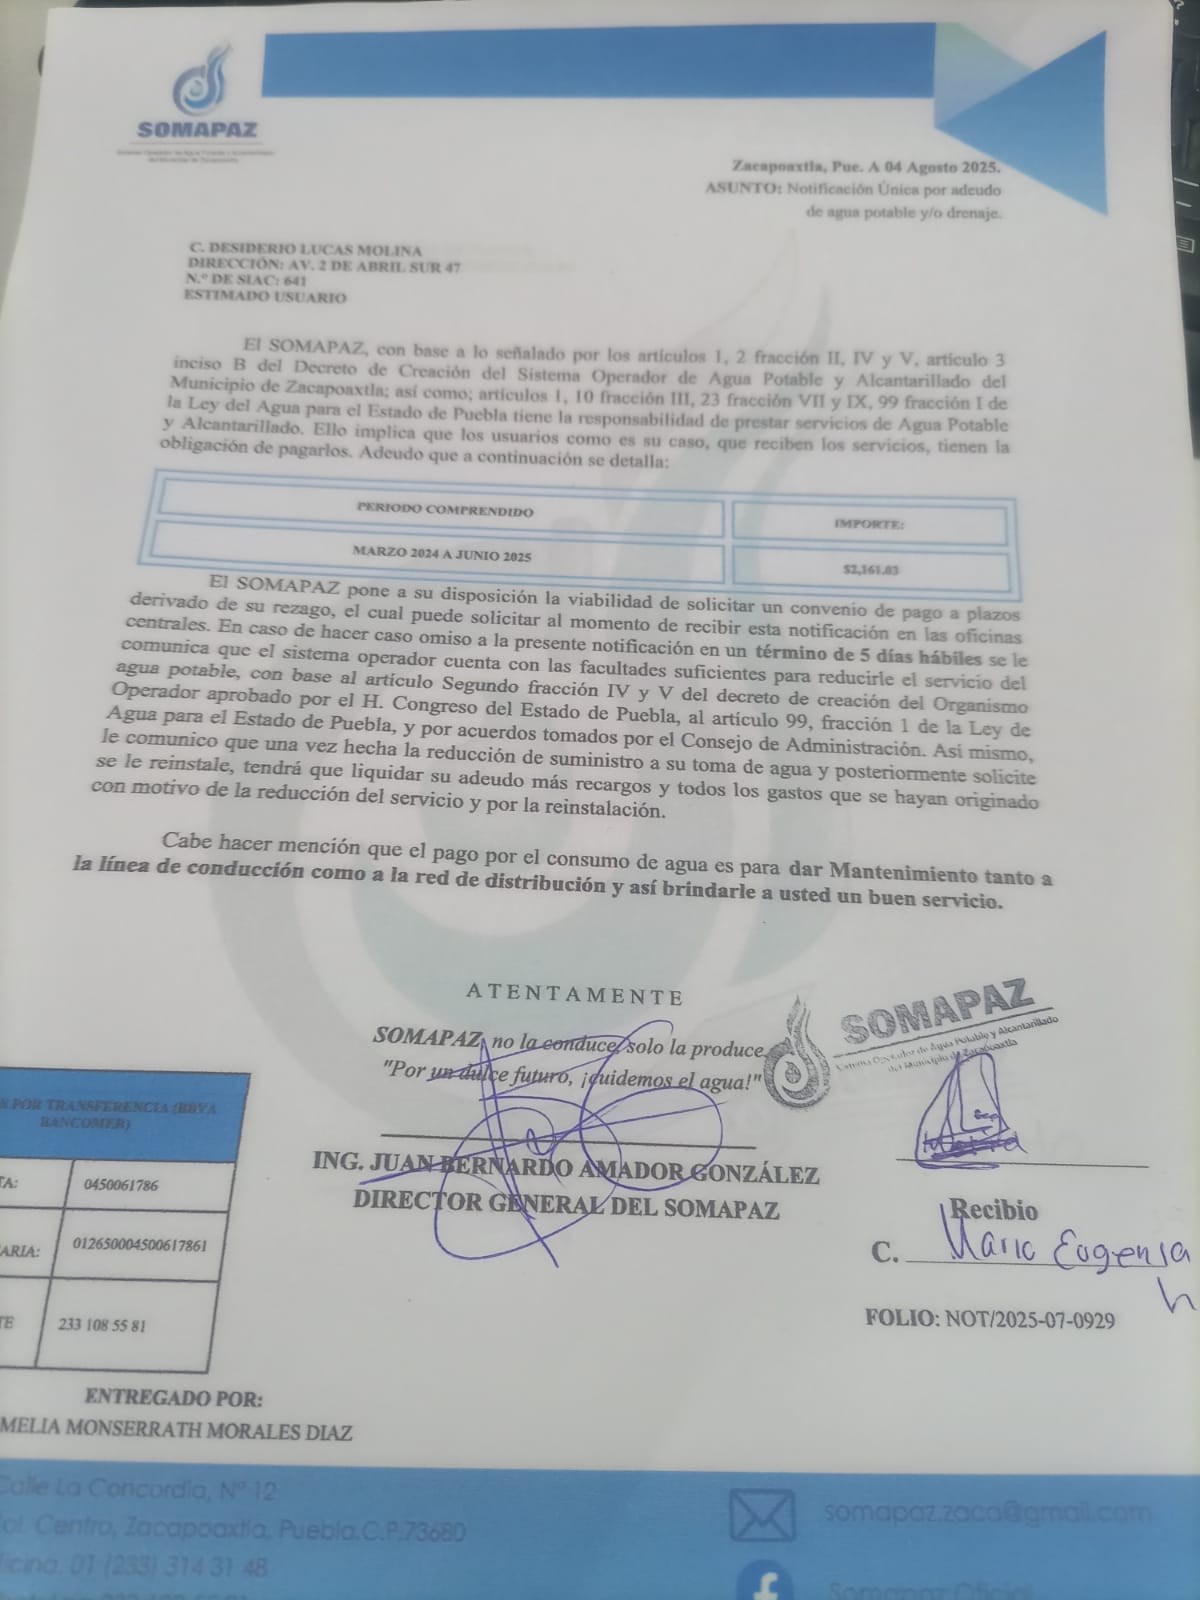 SOMAPAZ
Zacapoaxtla, Pue. A 04 Agosto 2025.
ASUNTO: Notificación Única por adeudo
de agua potable y/o drenaje.
C. DESIDERIO LUCAS MOLINA
DIRECCIÓN: AV. 2 DE ABRIL SUR 47
N.º DE SIAC: 641
ESTIMADO USUARIO
El SOMAPAZ, con base a lo señalado por los artículos 1, 2 fracción II, IV y V, artículo 3
inciso B del Decreto de Creación del Sistema Operador de Agua Potable y Alcantarillado del
Municipio de Zacapoaxtla; así como; artículos 1, 10 fracción III, 23 fracción VII y IX, 99 fracción I de
la Ley del Agua para el Estado de Puebla tiene la responsabilidad de prestar servicios de Agua Potable
y Alcantarillado. Ello implica que los usuarios como es su caso, que reciben los servicios, tienen la
obligación de pagarlos. Adeudo que a continuación se detalla:
PERIODO COMPRENDIDO IMPORTE:
MARZO 2024 A JUNIO 2025 $2,161.03
El SOMAPAZ pone a su disposición la viabilidad de solicitar un convenio de pago a plazos
derivado de su rezago, el cual puede solicitar al momento de recibir esta notificación en las oficinas
centrales. En caso de hacer caso omiso a la presente notificación en un término de 5 días hábiles se le
comunica que el sistema operador cuenta con las facultades suficientes para reducirle el servicio del
agua potable, con base al artículo Segundo fracción IV y V del decreto de creación del Organismo
Operador aprobado por el H. Congreso del Estado de Puebla, al artículo 99, fracción 1 de la Ley de
Agua para el Estado de Puebla, y por acuerdos tomados por el Consejo de Administración. Así mismo,
le comunico que una vez hecha la reducción de suministro a su toma de agua y posteriormente solicite
se le reinstale, tendrá que liquidar su adeudo más recargos y todos los gastos que se hayan originado
con motivo de la reducción del servicio y por la reinstalación.
Cabe hacer mención que el pago por el consumo de agua es para dar Mantenimiento tanto a
la línea de conducción como a la red de distribución y así brindarle a usted un buen servicio.
ATENTAMENTE
SOMAPAZ, no la conduce, solo la produce
"Por un dulce futuro, ¡cuidemos el agua!"
SOMAPAZ
Sistema Operador de Agua Potable y Alcantarillado
del Municipio de Zacapoaxtla
ING. JUAN BERNARDO AMADOR GONZÁLEZ
DIRECTOR GENERAL DEL SOMAPAZ
Recibio
C. Maria Eugenia
h
FOLIO: NOT/2025-07-0929
POR TRANSFERENCIA (BBVA
BANCOMER)
TA: 0450061786
ARIA: 012650004500617861
TE 233 108 55 81
ENTREGADO POR:
MELIA MONSERRATH MORALES DIAZ
Calle La Concordia, Nº 12
ol. Centro, Zacapoaxtla, Puebla.C.P.73680
ficina. 01 (233) 314 31 48
somapaz.zaca@gmail.com
Somapaz Oficial